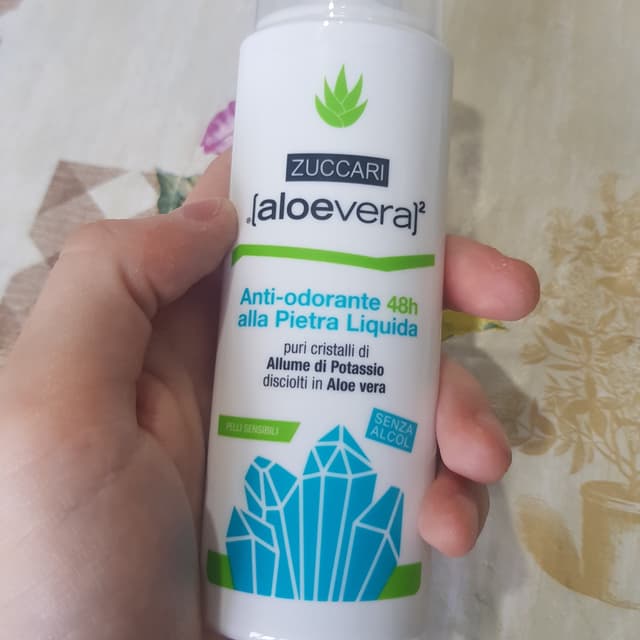 ZUCCARI
®[aloevera]²
Anti-odorante 48h
alla Pietra Liquida
puri cristalli di
Allume di Potassio
disciolti in Aloe vera
PELLI SENSIBILI
SENZA
ALCOL